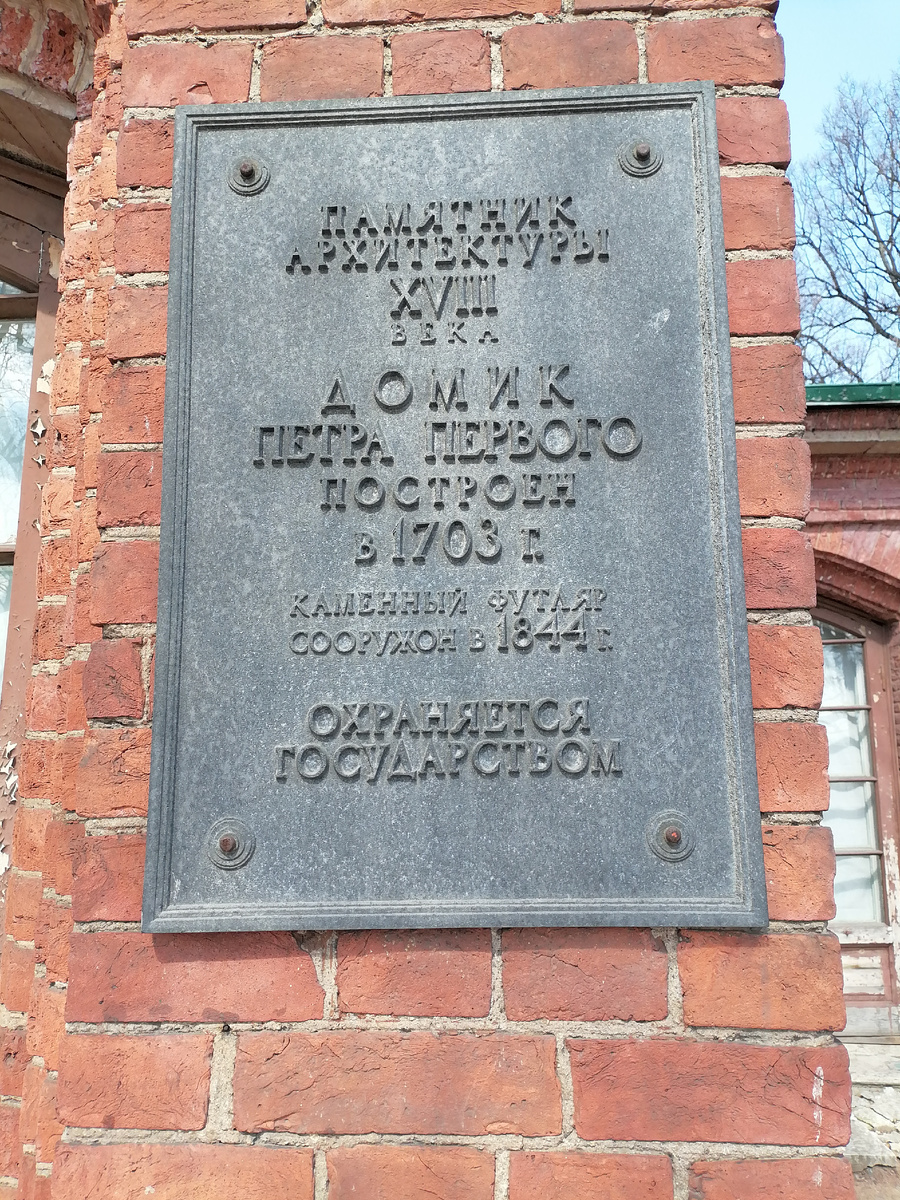 ПАМЯТНИК
АРХИТЕКТУРЫ
XVIII
ВЕКА
ДОМИК
ПЕТРА ПЕРВОГО
ПОСТРОЕН
В 1703 Г.
КАМЕННЫЙ ФУТЛЯР
СООРУЖОН В 1844 Г.
ОХРАНЯЕТСЯ
ГОСУДАРСТВОМ